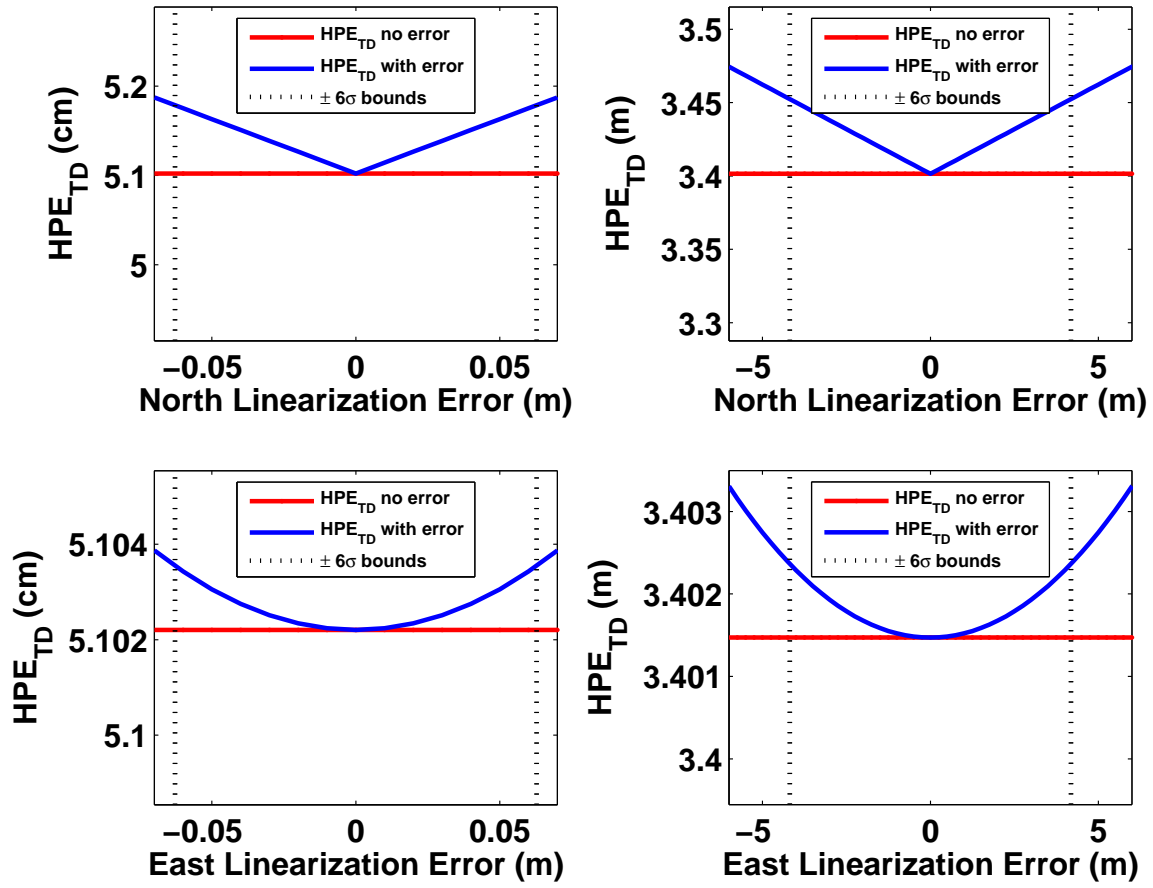 HPE_TD (cm)
5.2
5.1
5
HPE_TD no error
HPE_TD with error
± 6σ bounds
−0.05 0 0.05
North Linearization Error (m)
HPE_TD (m)
3.5
3.45
3.4
3.35
3.3
HPE_TD no error
HPE_TD with error
± 6σ bounds
−5 0 5
North Linearization Error (m)
HPE_TD (cm)
5.104
5.102
5.1
HPE_TD no error
HPE_TD with error
± 6σ bounds
−0.05 0 0.05
East Linearization Error (m)
HPE_TD (m)
3.403
3.402
3.401
3.4
HPE_TD no error
HPE_TD with error
± 6σ bounds
−5 0 5
East Linearization Error (m)